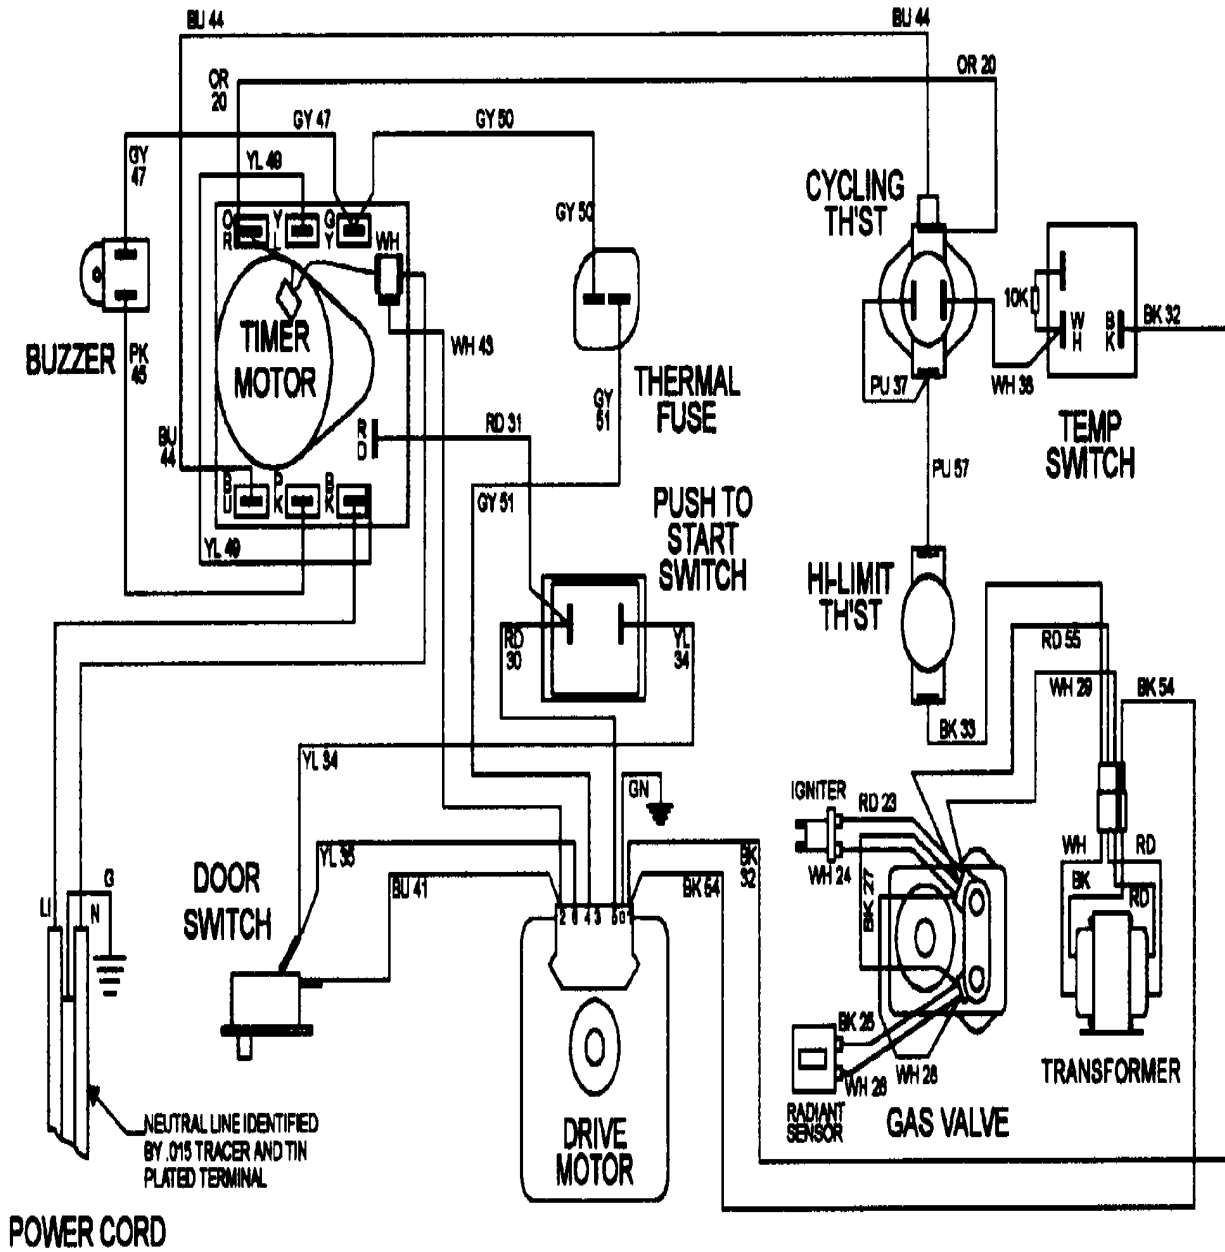 BU 44
BU 44
OR
20
OR 20
GY 47
GY 50
GY
47
YL 49
GY 50
CYCLING
TH'ST
O
R
Y
L
G
Y
WH
10K
W
H
B
K
BK 32
BUZZER
PK
45
TIMER
MOTOR
WH 43
THERMAL
FUSE
PU 37
WH 38
TEMP
SWITCH
BU
44
R
D
RD 31
GY
51
PU 57
B
U
P
K
B
K
GY 51
PUSH TO
START
SWITCH
YL 49
HI-LIMIT
TH'ST
RD
30
YL
34
RD 55
WH 29
BK 54
BK 33
YL 34
GN
IGNITER
RD 23
WH
RD
BK
RD
YL 35
BU 41
BK
32
BK 54
WH 24
BK 27
DOOR
SWITCH
G
LI
N
2 6 4 3 5 G 1
BK 25
WH 26
WH 28
RADIANT
SENSOR
GAS VALVE
TRANSFORMER
DRIVE
MOTOR
NEUTRAL LINE IDENTIFIED
BY .015 TRACER AND TIN
PLATED TERMINAL
POWER CORD